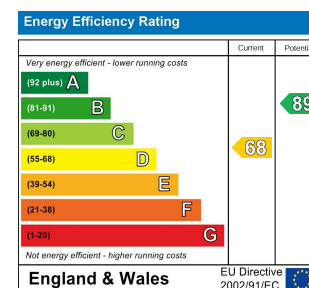 Energy Efficiency Rating
Current Potenti
Very energy efficient - lower running costs
(92 plus) A
(81-91) B
89
(69-80) C
68
(55-68) D
(39-54) E
(21-38) F
(1-20) G
Not energy efficient - higher running costs
England & Wales
EU Directive
2002/91/EC